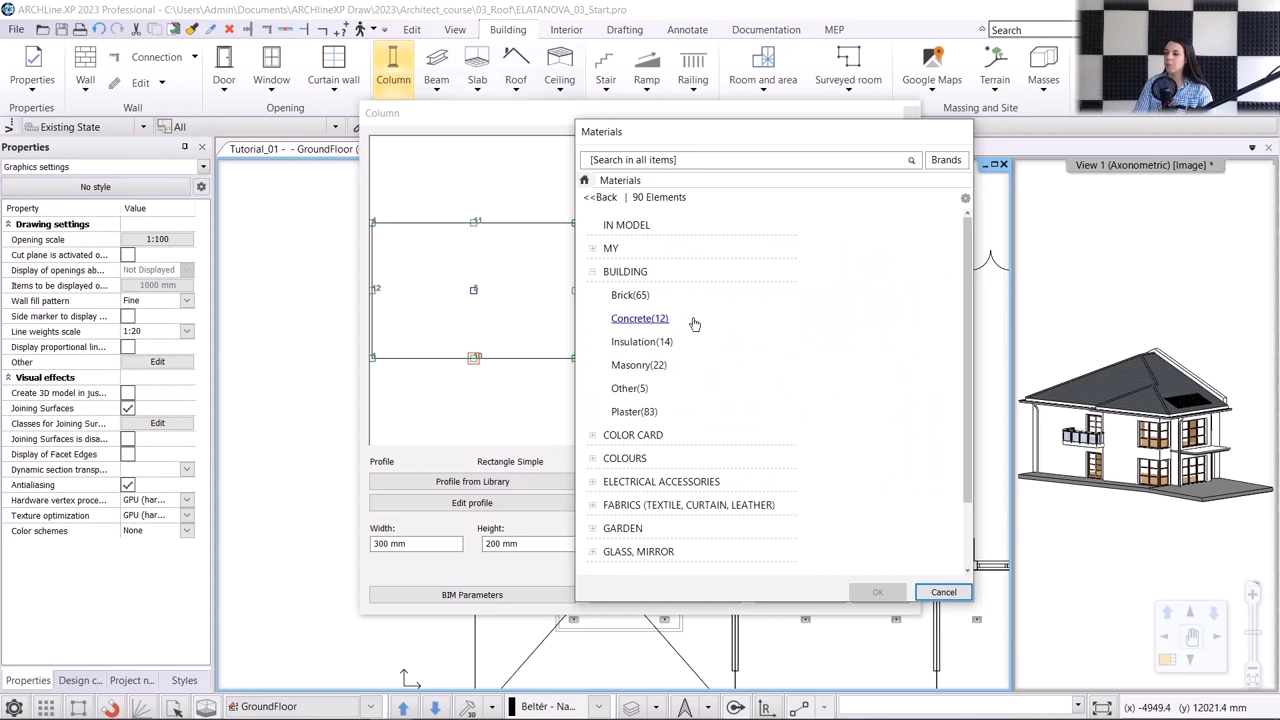 ARCHLine.XP 2023 Professional - C:\Users\Admin\Documents\ARCHLine.XP Draw\2023\Architect_course\03_Roof\ELATANOVA_03_Start.pro
File
Edit
View
Building
Interior
Drafting
Annotate
Documentation
MEP
Search
Properties
Wall
Connection
Edit
Door
Window
Curtain wall
Column
Beam
Slab
Roof
Ceiling
Stair
Ramp
Railing
Room and area
Surveyed room
Google Maps
Terrain
Masses
Properties
Wall
Opening
Massing and Site
Existing State
All
Properties
Graphics settings
No style
Property Value
Drawing settings
Opening scale 1:100
Cut plane is activated o...
Display of openings ab... Not Displayed
Items to be displayed o... 1000 mm
Wall fill pattern Fine
Side marker to display ...
Line weights scale 1:20
Display proportional lin...
Other Edit
Visual effects
Create 3D model in jus...
Joining Surfaces
Classes for Joining Sur... Edit
Joining Surfaces is disa...
Display of Facet Edges
Dynamic section transp...
Antialiasing
Hardware vertex proce... GPU (har...
Texture optimization GPU (har...
Color schemes None
Properties Design c... Project n... Styles
Tutorial_01 - - GroundFloor (
Column
11
12
5
10
Profile Rectangle Simple
Profile from Library
Edit profile
Width: Height:
300 mm 200 mm
BIM Parameters
Materials
[Search in all items] Brands
Materials
<<Back | 90 Elements
IN MODEL
MY
BUILDING
Brick(65)
Concrete(12)
Insulation(14)
Masonry(22)
Other(5)
Plaster(83)
COLOR CARD
COLOURS
ELECTRICAL ACCESSORIES
FABRICS (TEXTILE, CURTAIN, LEATHER)
GARDEN
GLASS, MIRROR
OK Cancel
View 1 (Axonometric) [Image] *
GroundFloor
Beltér - Na...
(x) -4949.4 (y) 12021.4 mm